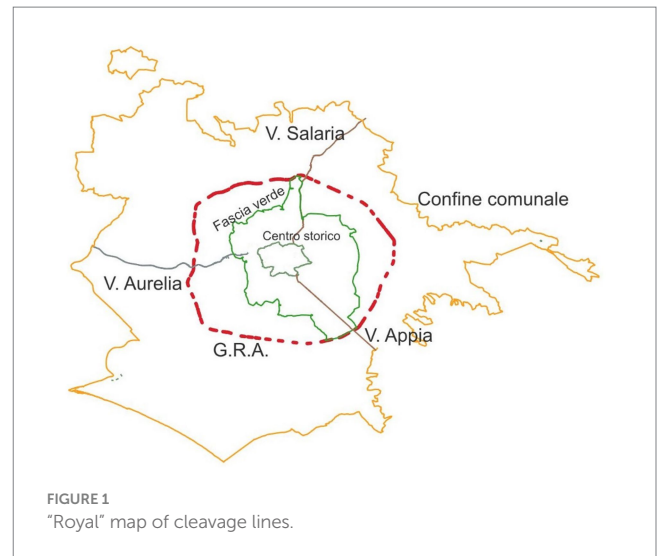 V. Salaria
Fascia verde
Confine comunale
Centro storico
V. Aurelia
V. Appia
G.R.A.
FIGURE 1
"Royal" map of cleavage lines.